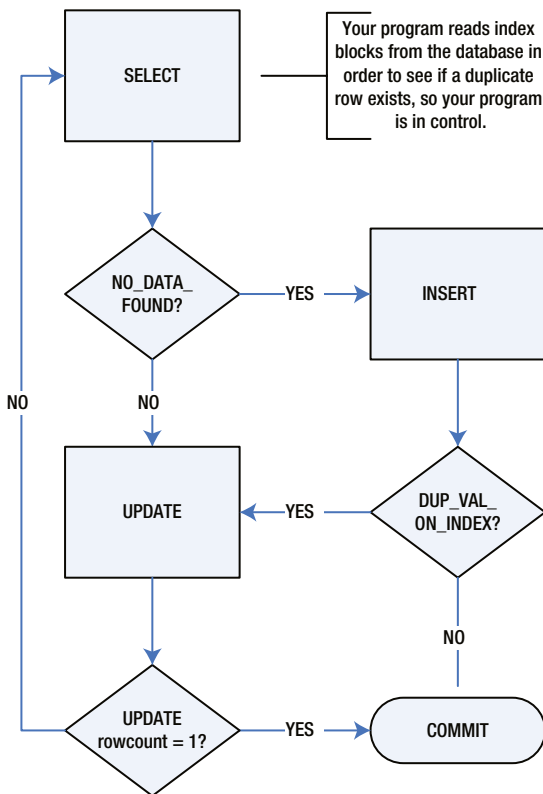 Your program reads index
blocks from the database in
order to see if a duplicate
row exists, so your program
is in control.
SELECT
NO_DATA_
FOUND?
YES
INSERT
NO
NO
UPDATE
YES
DUP_VAL_
ON_INDEX?
NO
UPDATE
rowcount = 1?
YES
COMMIT